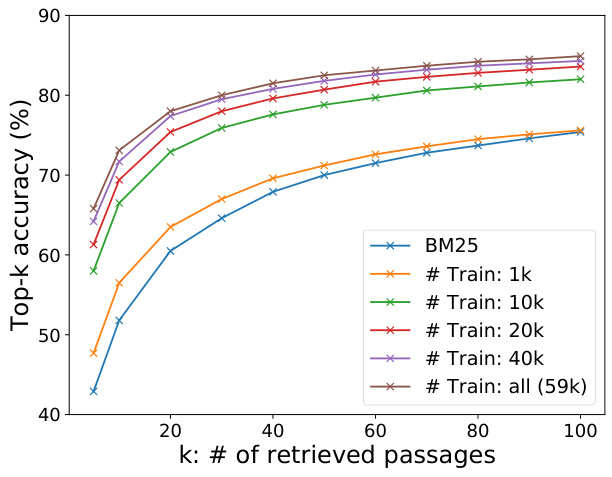 90
80
70
60
50
40
Top-k accuracy (%)
BM25
# Train: 1k
# Train: 10k
# Train: 20k
# Train: 40k
# Train: all (59k)
20 40 60 80 100
k: # of retrieved passages